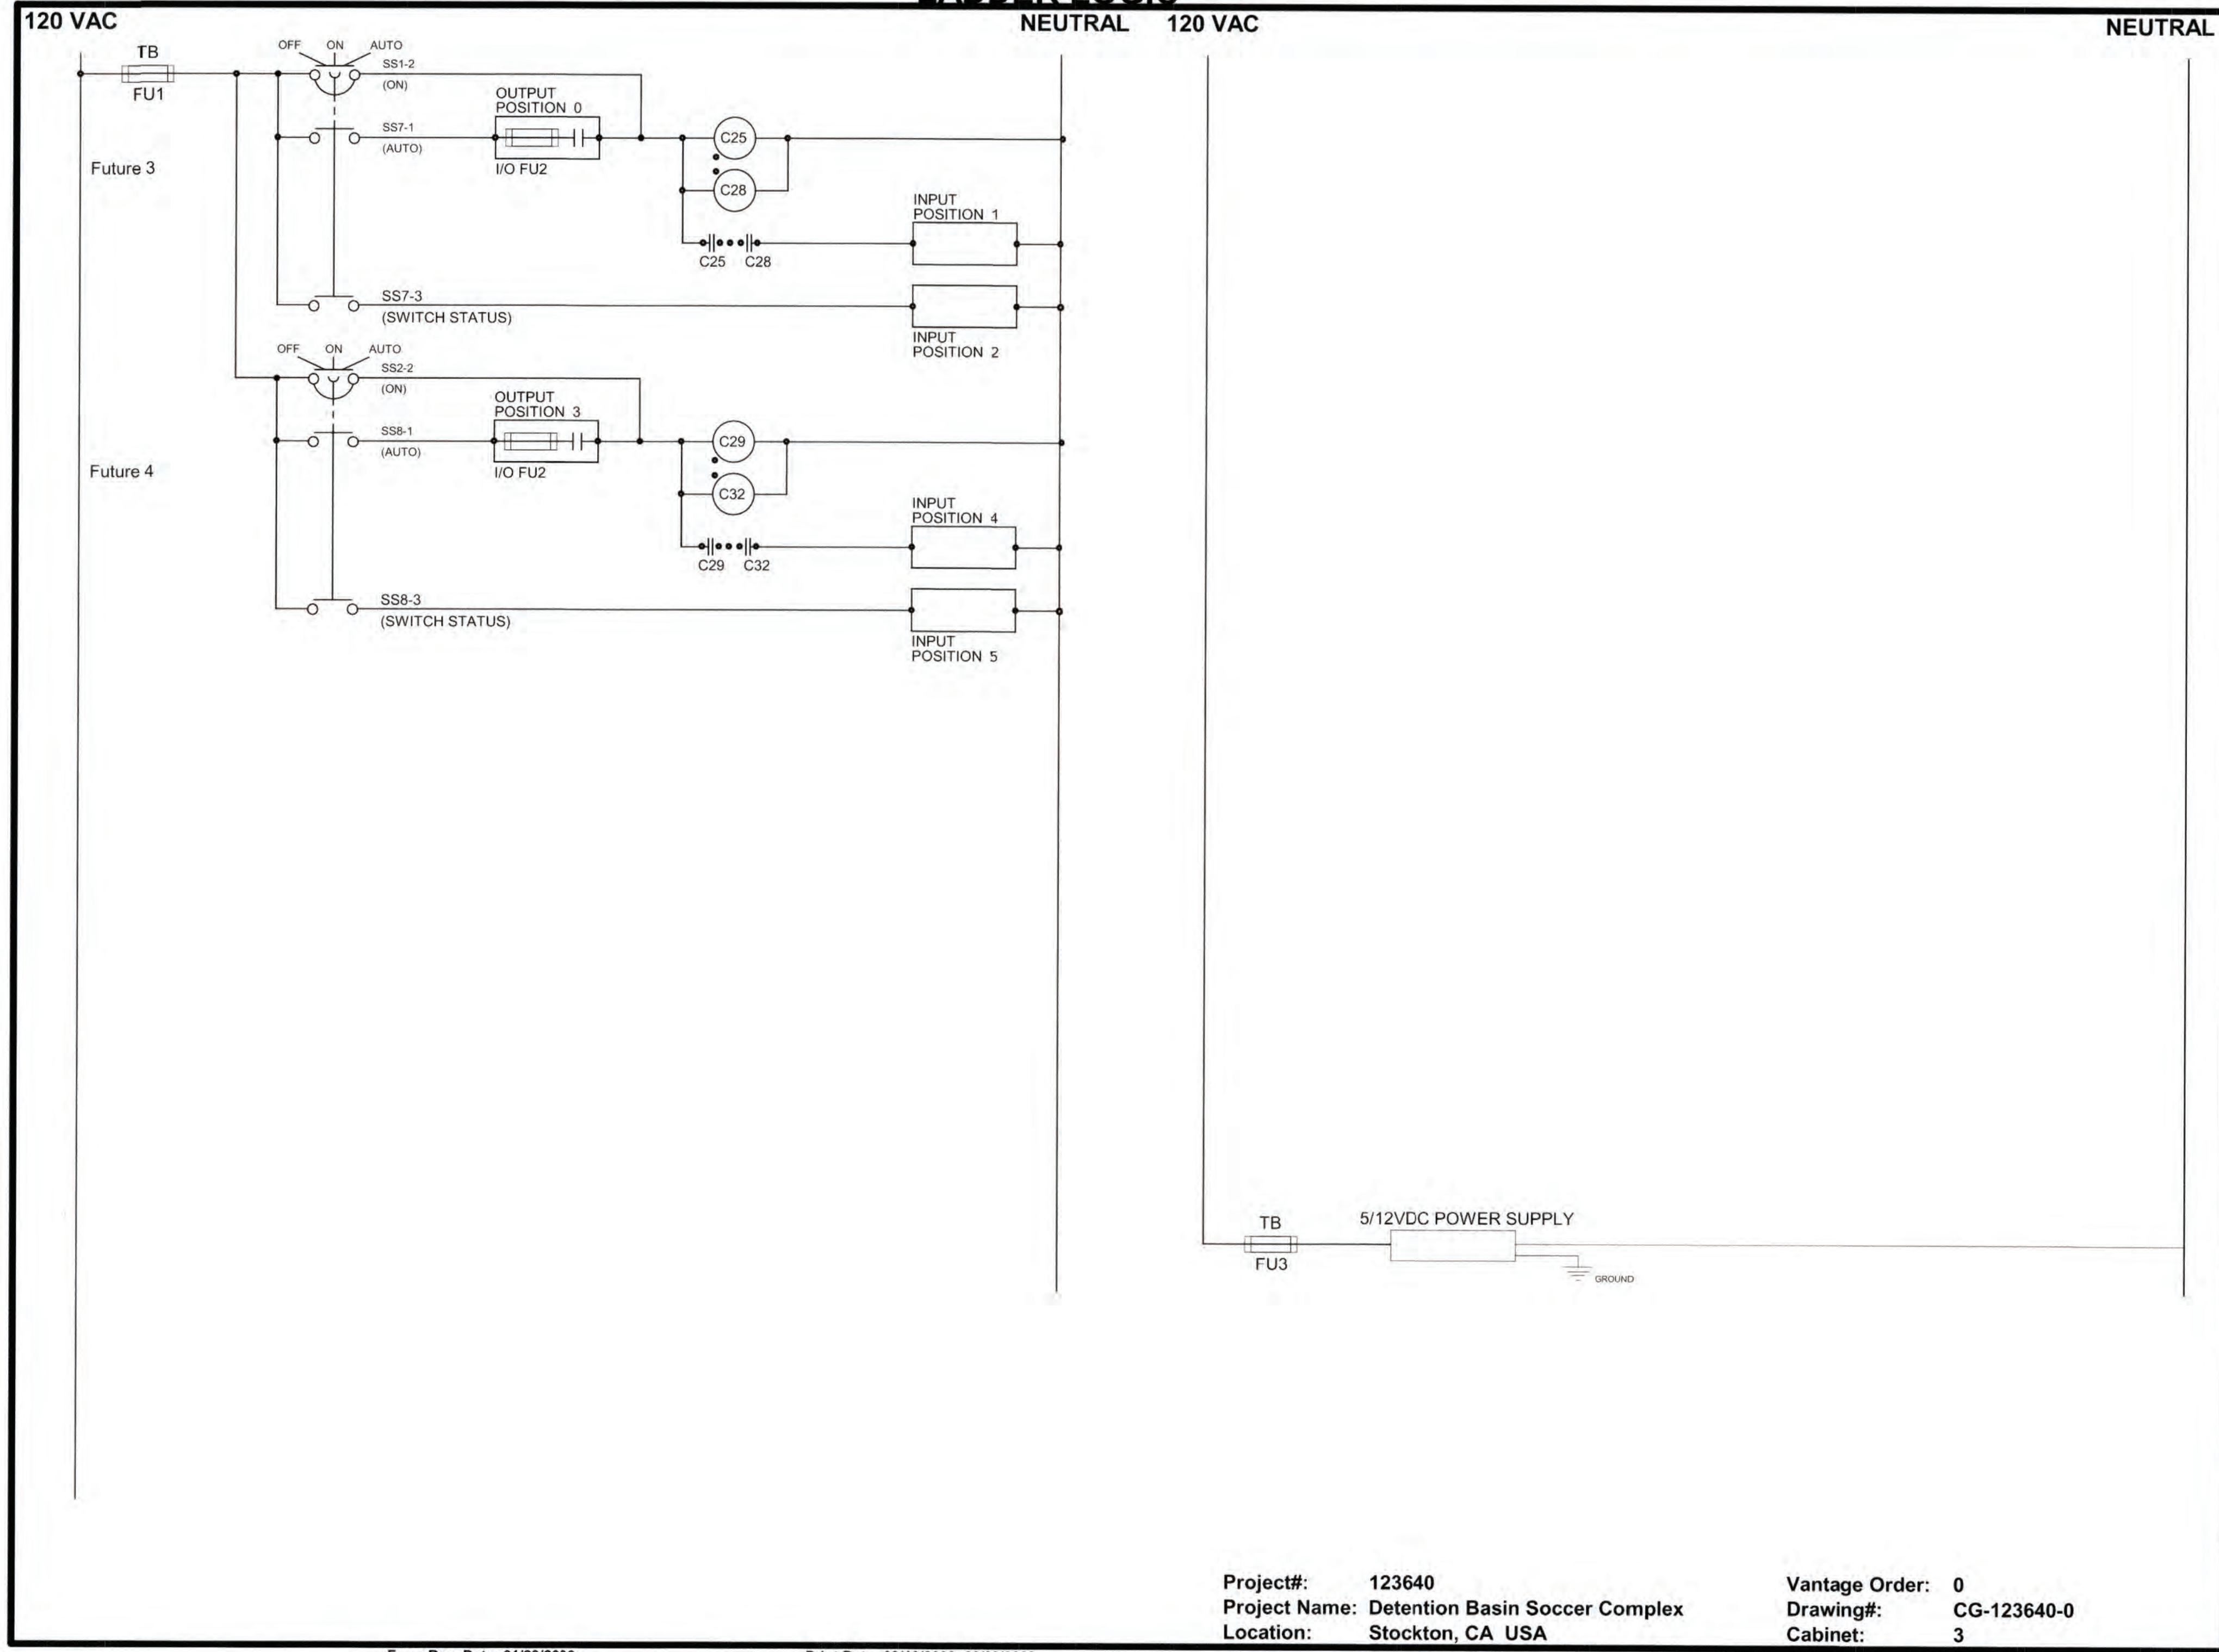 120 VAC
NEUTRAL
120 VAC
NEUTRAL
TB
FU1
OFF ON AUTO
SS1-2
(ON)
OUTPUT
POSITION 0
SS7-1
(AUTO)
I/O FU2
Future 3
C25
C28
INPUT
POSITION 1
C25 C28
SS7-3
(SWITCH STATUS)
INPUT
POSITION 2
OFF ON AUTO
SS2-2
(ON)
OUTPUT
POSITION 3
SS8-1
(AUTO)
I/O FU2
Future 4
C29
C32
INPUT
POSITION 4
C29 C32
SS8-3
(SWITCH STATUS)
INPUT
POSITION 5
TB
FU3
5/12VDC POWER SUPPLY
GROUND
Project#: 123640
Project Name: Detention Basin Soccer Complex
Location: Stockton, CA USA
Vantage Order: 0
Drawing#: CG-123640-0
Cabinet: 3